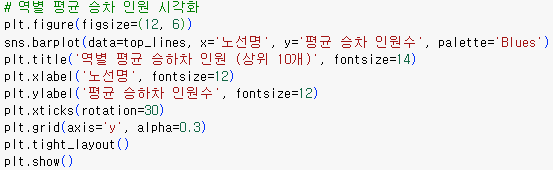 # 역별 평균 승차 인원 시각화
plt.figure(figsize=(12, 6))
sns.barplot(data=top_lines, x='노선명', y='평균 승차 인원수', palette='Blues')
plt.title('역별 평균 승하차 인원 (상위 10개)', fontsize=14)
plt.xlabel('노선명', fontsize=12)
plt.ylabel('평균 승하차 인원수', fontsize=12)
plt.xticks(rotation=30)
plt.grid(axis='y', alpha=0.3)
plt.tight_layout()
plt.show()